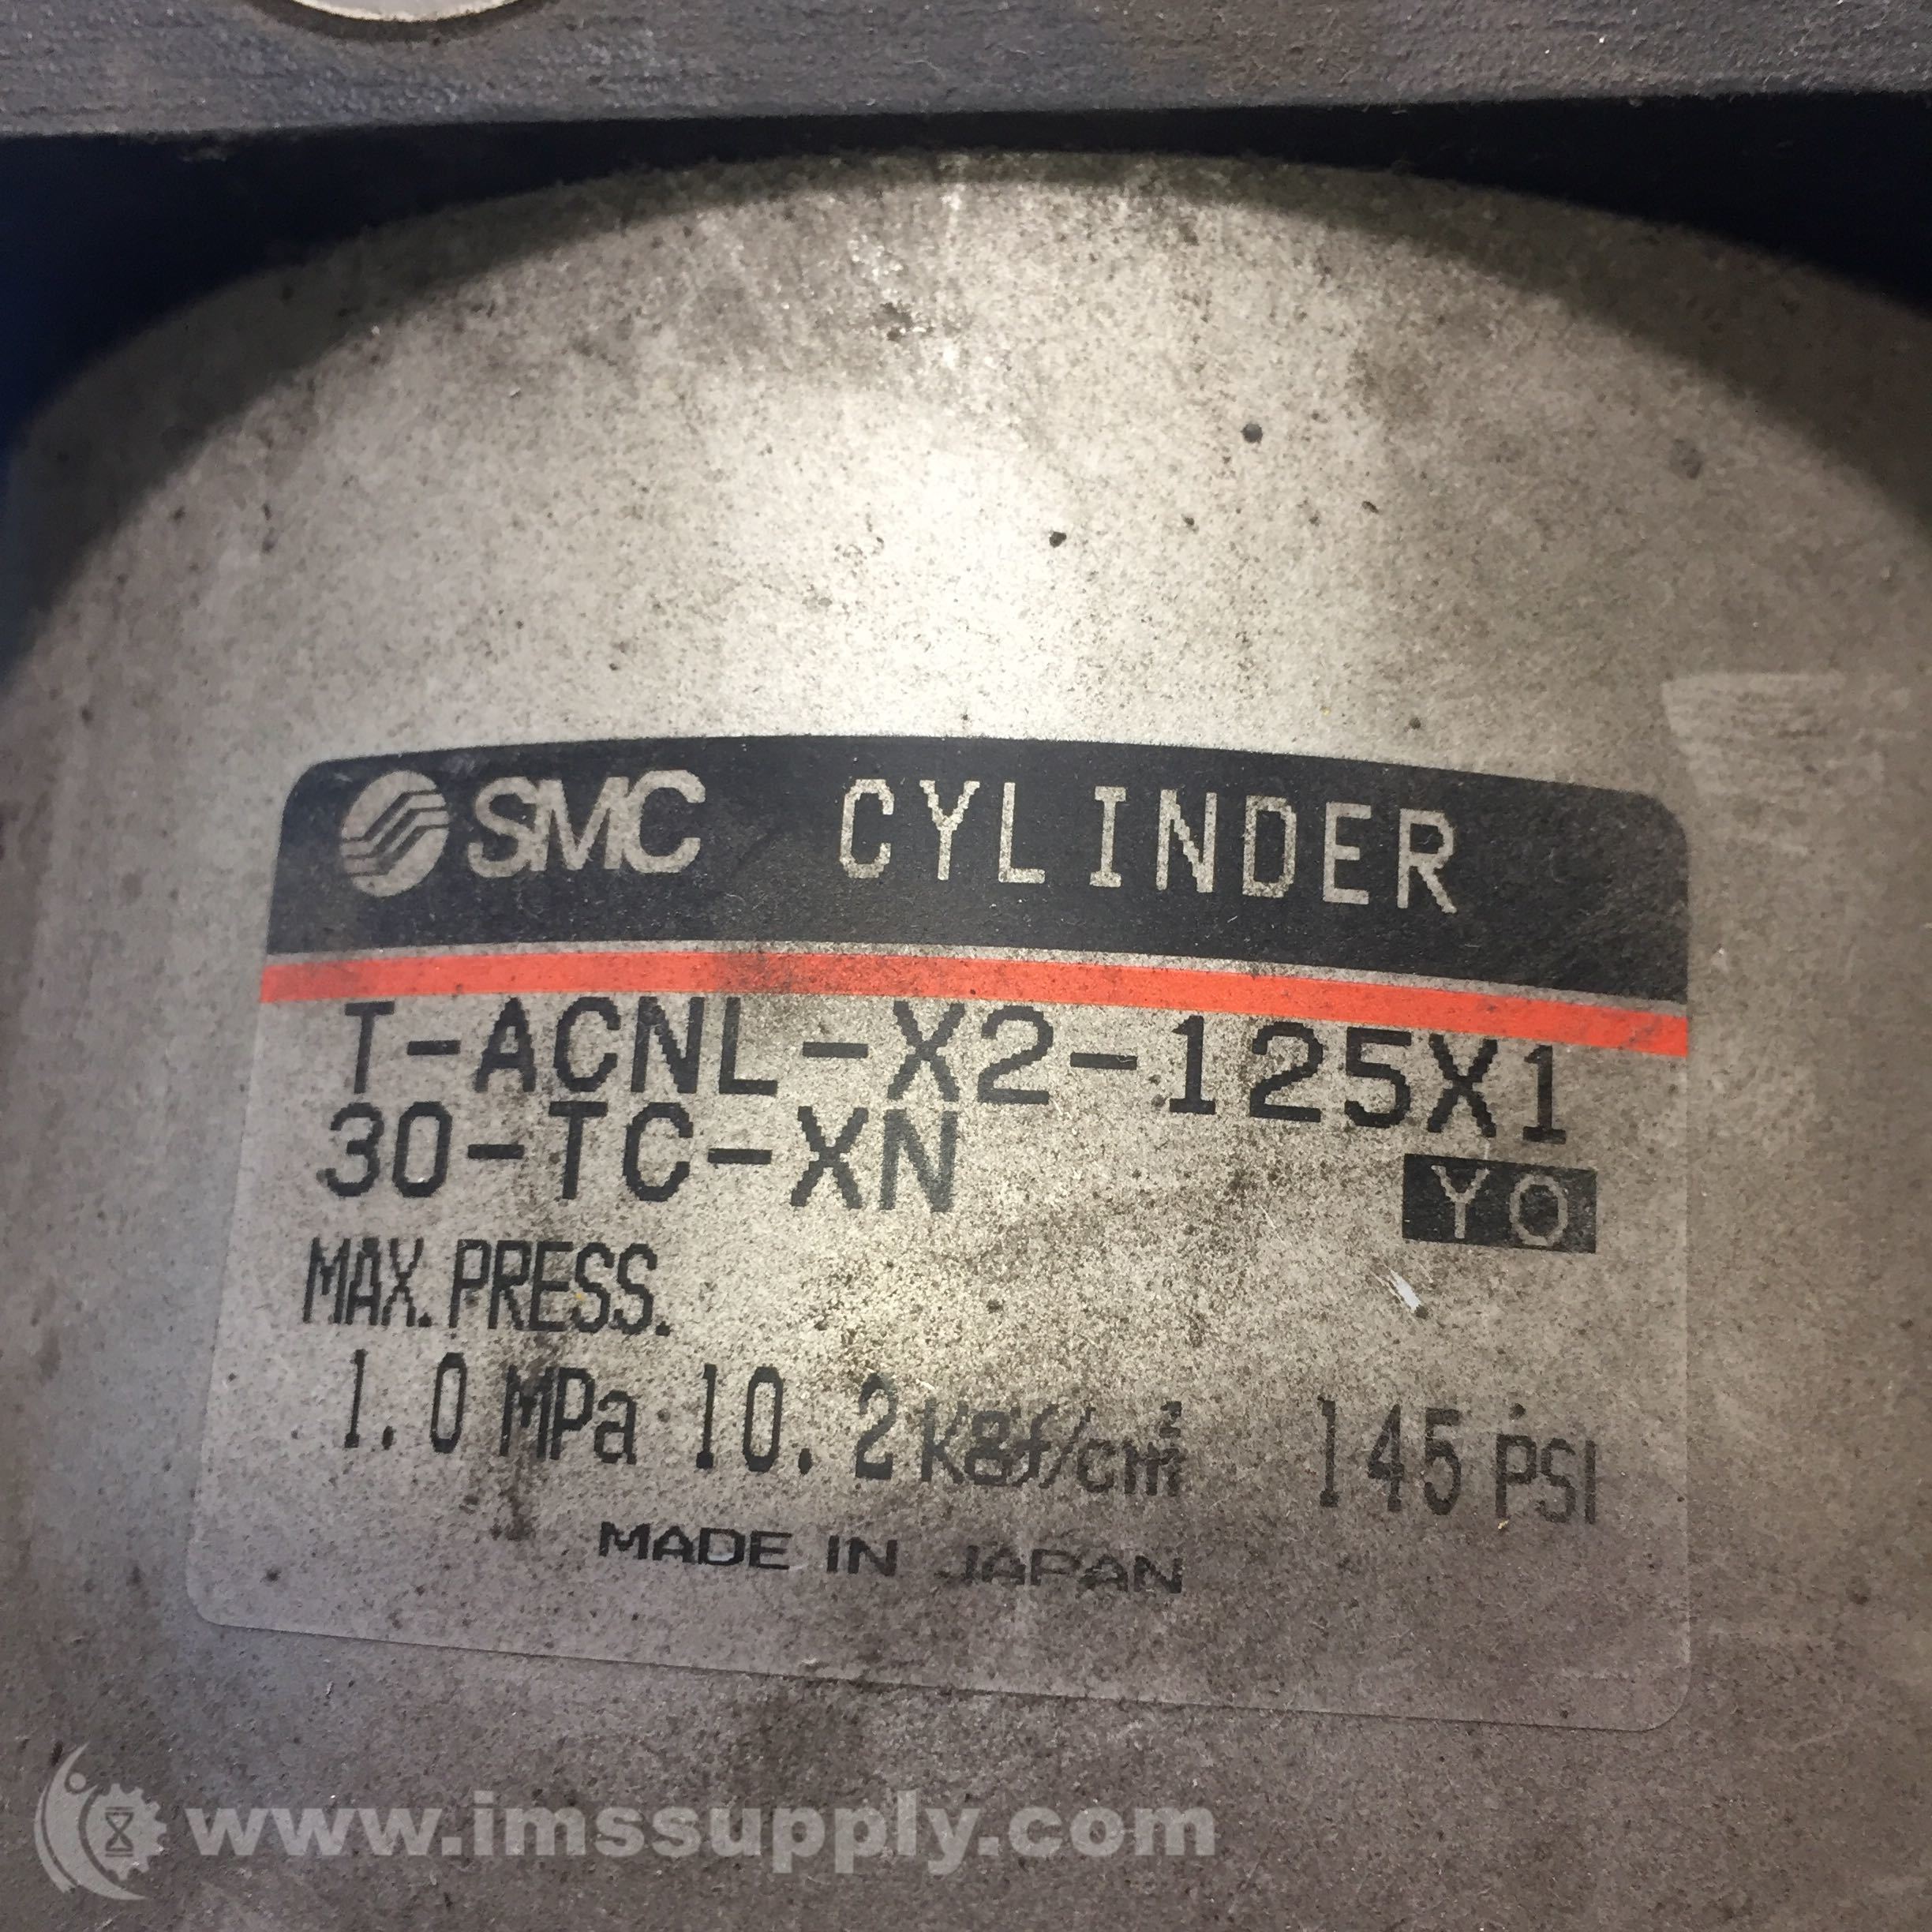 SMC CYLINDER
T-ACNL-X2-125X1
30-TC-XN YO
MAX. PRESS.
1.0 MPa 10.2 kgf/cm² 145 PSI
MADE IN JAPAN
www.imssupply.com